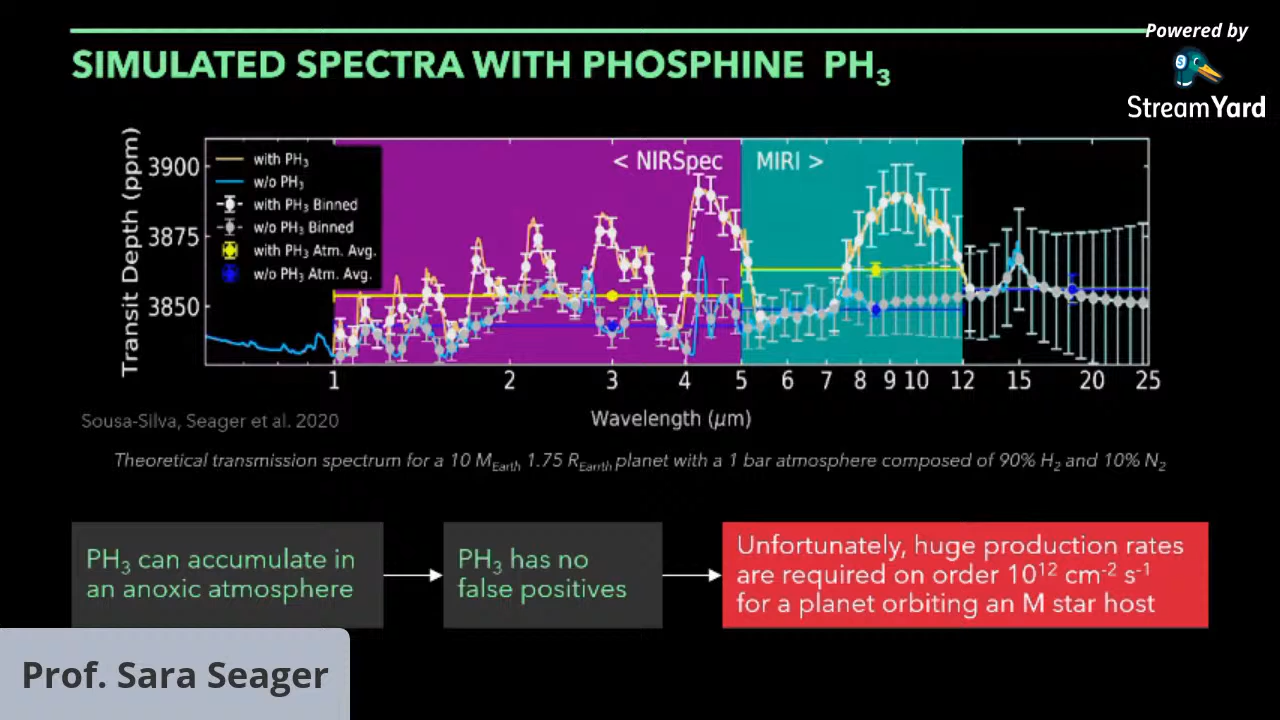 Powered by
StreamYard
SIMULATED SPECTRA WITH PHOSPHINE PH₃
Transit Depth (ppm)
3900
3875
3850
with PH₃
w/o PH₃
with PH₃ Binned
w/o PH₃ Binned
with PH₃ Atm. Avg.
w/o PH₃ Atm. Avg.
< NIRSpec
MIRI >
1 2 3 4 5 6 7 8 9 10 12 15 20 25
Wavelength (μm)
Sousa-Silva, Seager et al. 2020
Theoretical transmission spectrum for a 10 M_Earth 1.75 R_Earth planet with a 1 bar atmosphere composed of 90% H₂ and 10% N₂
PH₃ can accumulate in
an anoxic atmosphere
PH₃ has no
false positives
Unfortunately, huge production rates
are required on order 10¹² cm⁻² s⁻¹
for a planet orbiting an M star host
Prof. Sara Seager